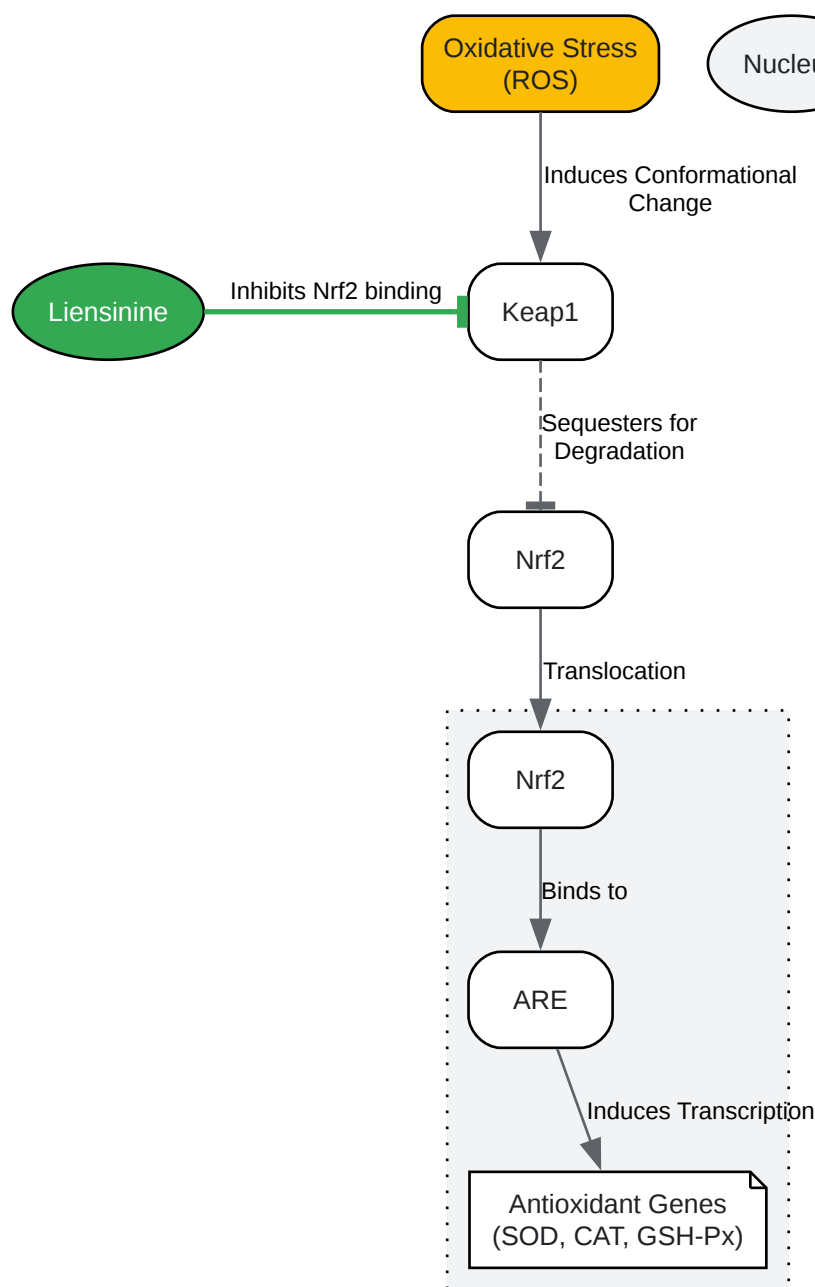 Oxidative Stress
(ROS)
Nucleu
Induces Conformational
Change
Liensinine
Inhibits Nrf2 binding
Keap1
Sequesters for
Degradation
Nrf2
Translocation
Nrf2
Binds to
ARE
Induces Transcription
Antioxidant Genes
(SOD, CAT, GSH-Px)